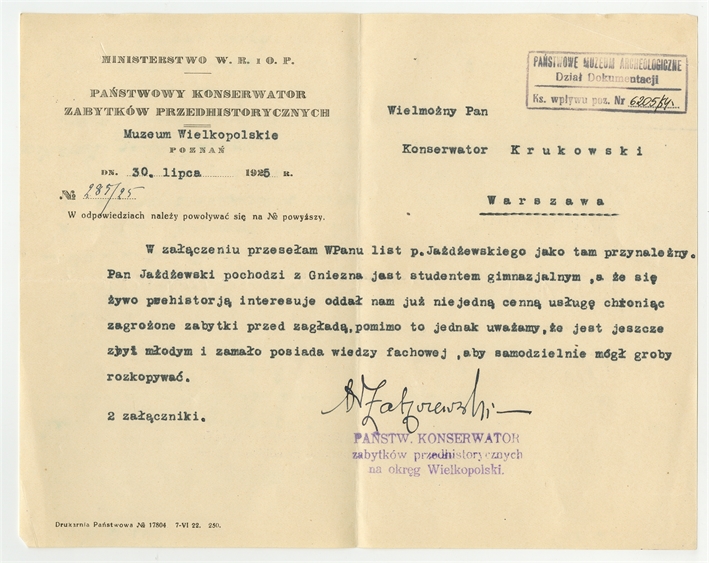 MINISTERSTWO W. R. I O. P.
PAŃSTWOWY KONSERWATOR
ZABYTKÓW PRZEDHISTORYCZNYCH
Muzeum Wielkopolskie
POZNAŃ
DN. 30. lipca 1925 R.
№ 285/25
W odpowiedziach należy powoływać się na № powyższy.
PAŃSTWOWE MUZEUM ARCHEOLOGICZNE
Dział Dokumentacji
Ks. wpływu poz. Nr 6205/54.
Wielmożny Pan
Konserwator Krukowski
Warszawa
W załączeniu przesełam WPanu list p.Jażdżewskiego jako tam przynależny.
Pan Jażdżewski pochodzi z Gniezna jast studentem gimnazjalnym ,a że się
żywo prehistorją interesuje oddał nam już niejedną cenną usługę chroniąc
zagrożone zabytki przed zagładą,pomimo to jednak uważamy,że jest jeszcze
zbyt młodym i zamało posiada wiedzy fachowej ,aby samodzielnie mógł groby
rozkopywać.
2 załączniki.
PAŃSTW. KONSERWATOR
zabytków przedhistorycznych
na okręg Wielkopolski.
Drukarnia Państwowa № 17804 7-VI 22. 250.